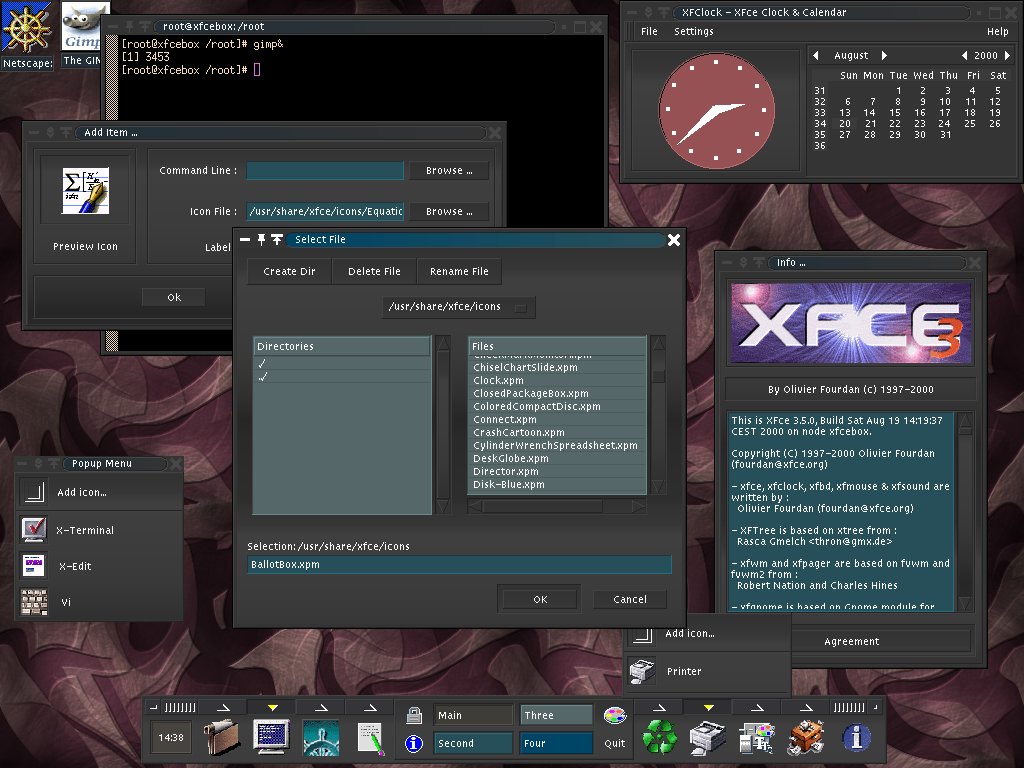 Netscape:
The GIM
root@xfcebox:/root
[root@xfcebox /root]# gimp&
[1] 3453
[root@xfcebox /root]#
XFClock - XFce Clock & Calendar
File Settings Help
August 2000
Sun Mon Tue Wed Thu Fri Sat
31 1 2 3 4 5
32 6 7 8 9 10 11 12
33 13 14 15 16 17 18 19
34 20 21 22 23 24 25 26
35 27 28 29 30 31
36
Add Item ...
Command Line :
Browse ...
Icon File : /usr/share/xfce/icons/Equatic
Browse ...
Preview Icon
Label
Ok
Select File
Create Dir
Delete File
Rename File
/usr/share/xfce/icons
Directories
./
../
Files
CheckMarkMonitor.xpm
ChiselChartSlide.xpm
Clock.xpm
ClosedPackageBox.xpm
ColoredCompactDisc.xpm
Connect.xpm
CrashCartoon.xpm
CylinderWrenchSpreadsheet.xpm
DeskGlobe.xpm
Director.xpm
Disk-Blue.xpm
Selection: /usr/share/xfce/icons
BallotBox.xpm
OK
Cancel
Info ...
XFCE 3
By Olivier Fourdan (c) 1997-2000
This is XFce 3.5.0, Build Sat Aug 19 14:19:37
CEST 2000 on node xfcebox.
Copyright (C) 1997-2000 Olivier Fourdan
(fourdan@xfce.org)
- xfce, xfclock, xfbd, xfmouse & xfsound are
written by :
Olivier Fourdan (fourdan@xfce.org)
- XFTree is based on xtree from :
Rasca Gmelch <thron@gmx.de>
- xfwm and xfpager are based on fvwm and
fvwm2 from :
Robert Nation and Charles Hines
- xfgnome is based on Gnome module for
Agreement
Popup Menu
Add icon...
X-Terminal
X-Edit
Vi
Add icon...
Printer
14:38
Main
Three
Second
Four
Quit